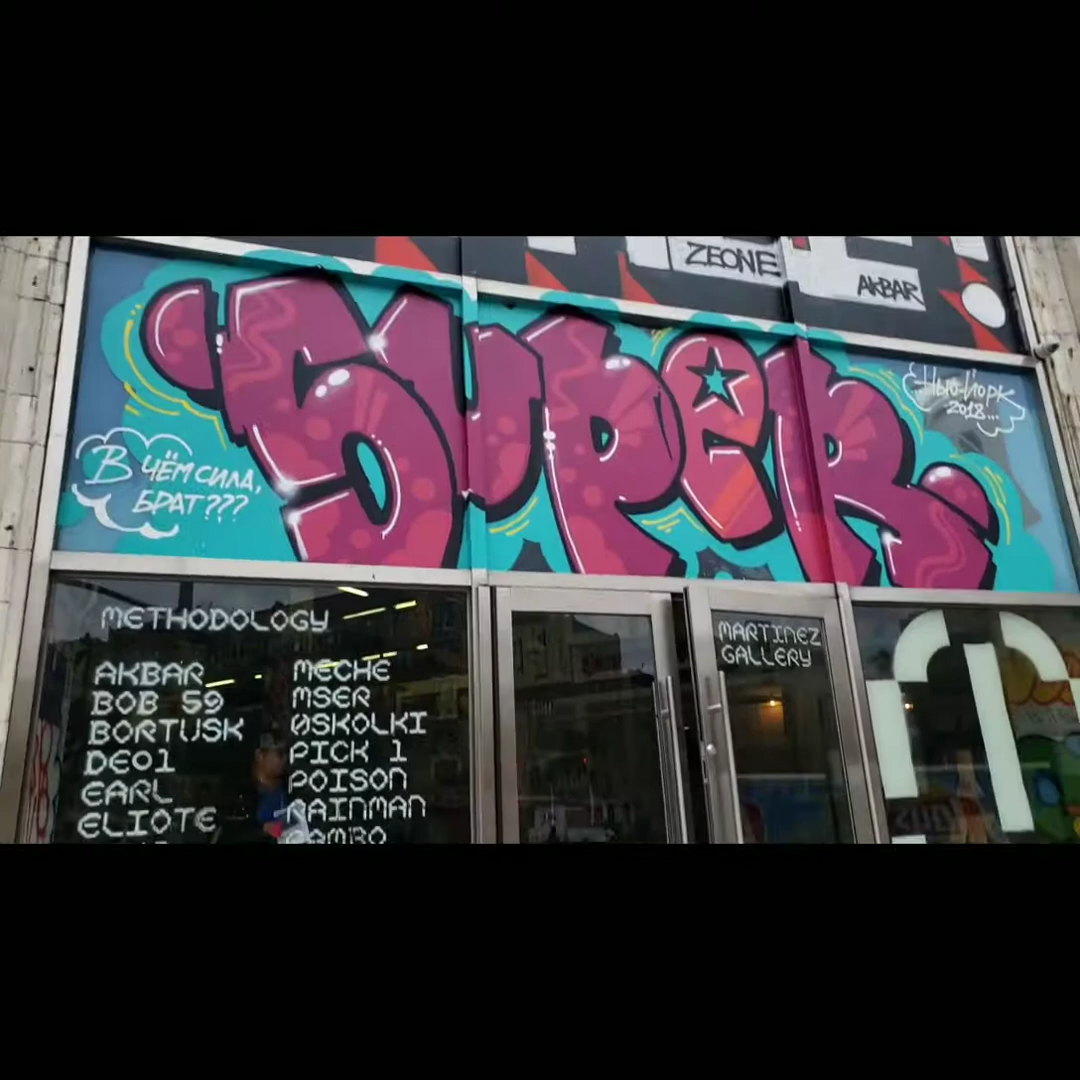 ZEONE
AKBAR
SUPER
НЬЮ-ЙОРК
2018...
В ЧЁМ СИЛА,
БРАТ???
METHODOLOGY
AKBAR
BOB 59
BORTUSK
DEO1
EARL
ELIOTE
MECHE
MSER
ØSKOLKI
PICK 1
POISON
RAINMAN
RAMBO
MARTINEZ
GALLERY